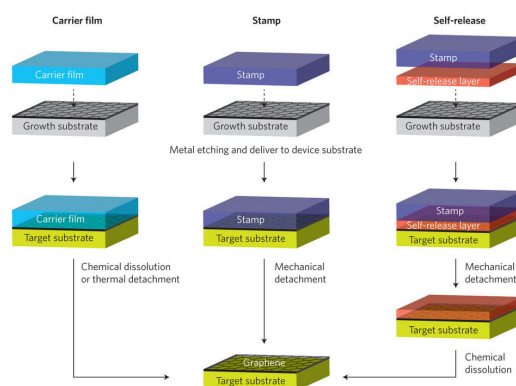 Carrier film
Stamp
Self-release
Carrier film
Stamp
Stamp
Self-release layer
Growth substrate
Growth substrate
Growth substrate
Metal etching and deliver to device substrate
Carrier film
Target substrate
Stamp
Target substrate
Stamp
Self-release layer
Target substrate
Chemical dissolution
or thermal detachment
Mechanical
detachment
Mechanical
detachment
Target substrate
Graphene
Target substrate
Chemical
dissolution